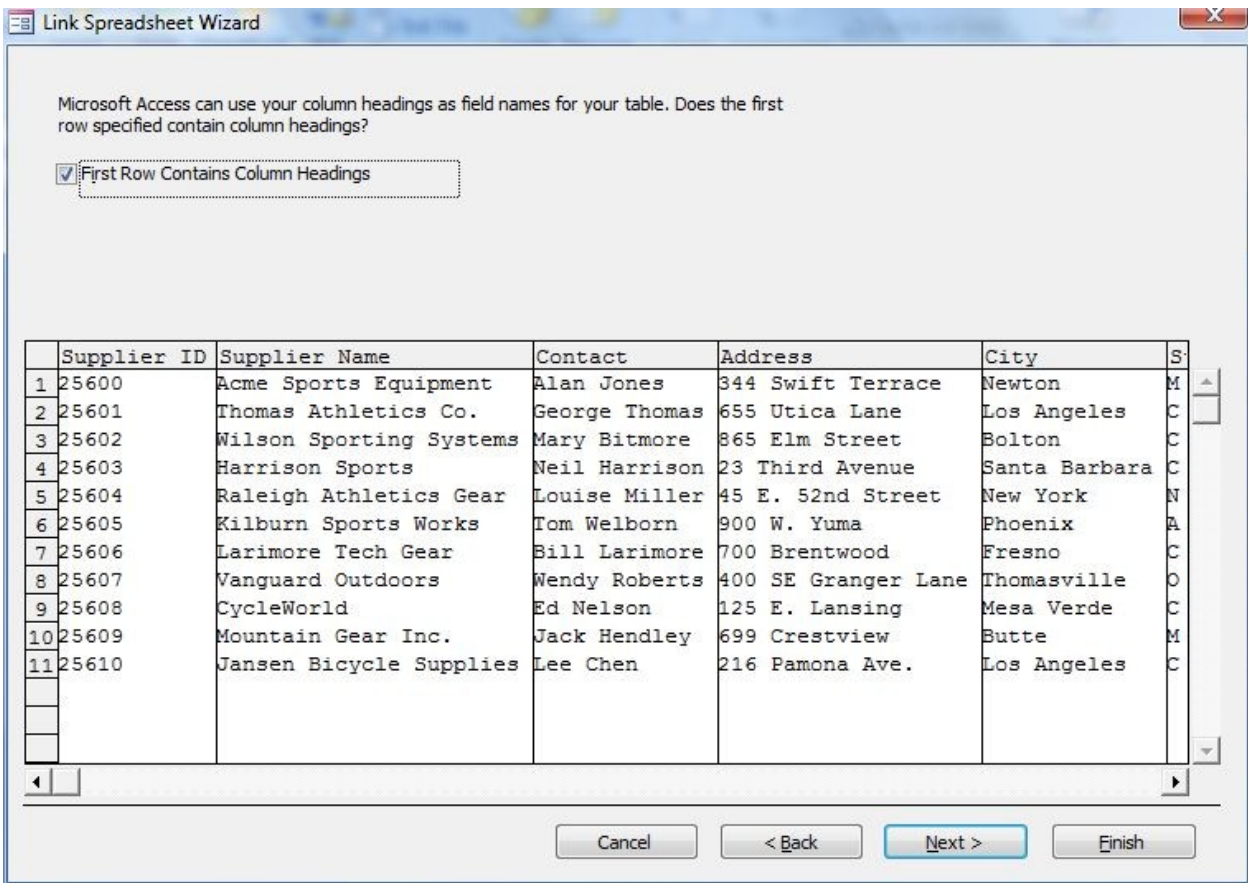 Link Spreadsheet Wizard
Microsoft Access can use your column headings as field names for your table. Does the first
row specified contain column headings?
First Row Contains Column Headings
Supplier ID Supplier Name Contact Address City S
1 25600 Acme Sports Equipment Alan Jones 344 Swift Terrace Newton M
2 25601 Thomas Athletics Co. George Thomas 655 Utica Lane Los Angeles C
3 25602 Wilson Sporting Systems Mary Bitmore 865 Elm Street Bolton C
4 25603 Harrison Sports Neil Harrison 23 Third Avenue Santa Barbara C
5 25604 Raleigh Athletics Gear Louise Miller 45 E. 52nd Street New York N
6 25605 Kilburn Sports Works Tom Welborn 900 W. Yuma Phoenix A
7 25606 Larimore Tech Gear Bill Larimore 700 Brentwood Fresno C
8 25607 Vanguard Outdoors Wendy Roberts 400 SE Granger Lane Thomasville O
9 25608 CycleWorld Ed Nelson 125 E. Lansing Mesa Verde C
10 25609 Mountain Gear Inc. Jack Hendley 699 Crestview Butte M
11 25610 Jansen Bicycle Supplies Lee Chen 216 Pamona Ave. Los Angeles C
Cancel < Back Next > Finish